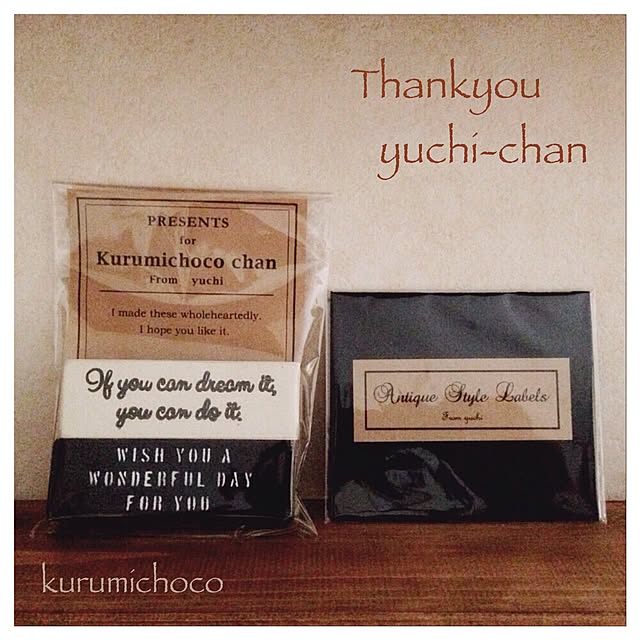 Thankyou
yuchi-chan
PRESENTS
for
Kurumichoco chan
From yuchi
I made these wholeheartedly.
I hope you like it.
If you can dream it,
you can do it.
WISH YOU A
WONDERFUL DAY
FOR YOU
Antique Style Labels
From yuchi
kurumichoco